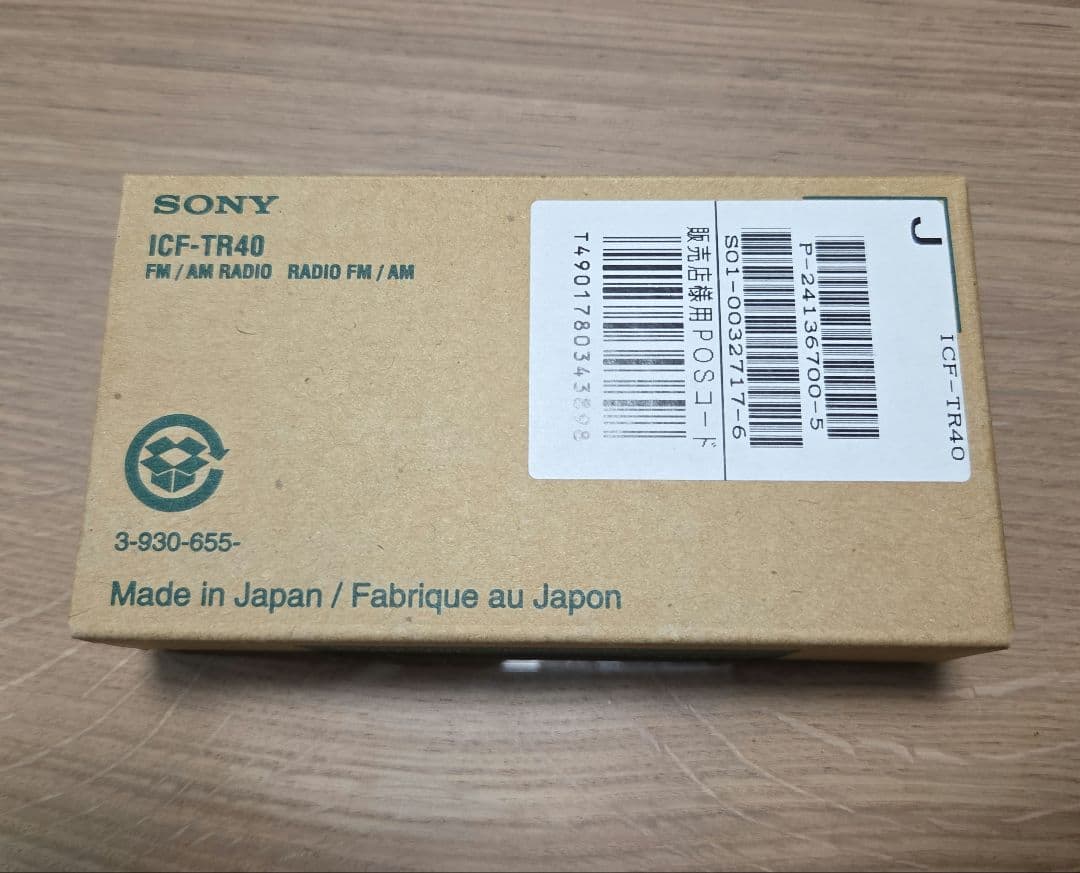 SONY
ICF-TR40
FM / AM RADIO RADIO FM / AM
3-930-655-
Made in Japan / Fabrique au Japon
J
ICF-TR40
P-24136700-5
S01-0032717-6
販売店様用POSコード
T4901780343898